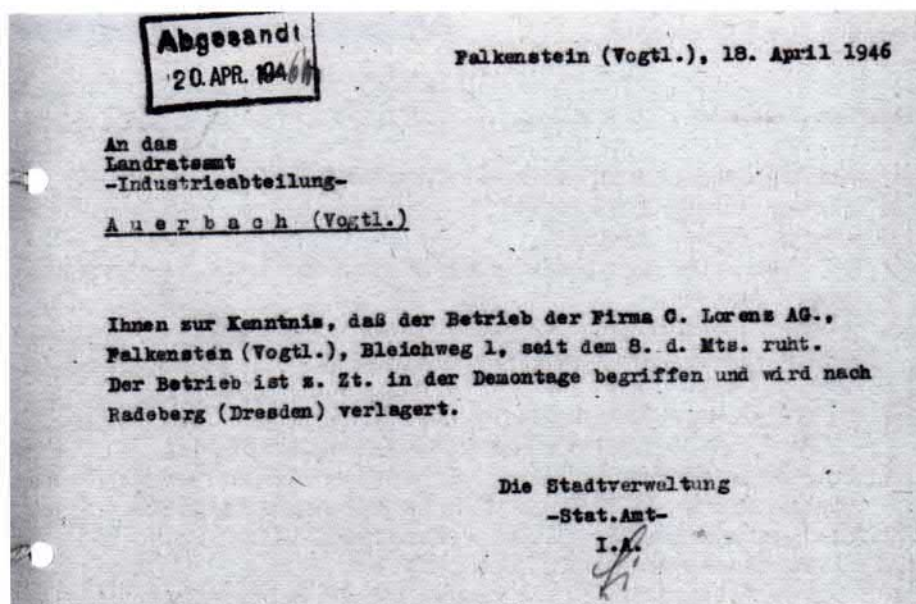 Abgesandt
20. APR. 1946
Falkenstein (Vogtl.), 18. April 1946
An das
Landratsamt
-Industrieabteilung-
A u e r b a c h (Vogtl.)
Ihnen zur Kenntnis, daß der Betrieb der Firma C. Lorenz AG.,
Falkenstein (Vogtl.), Bleichweg 1, seit dem 8. d. Mts. ruht.
Der Betrieb ist z. Zt. in der Demontage begriffen und wird nach
Radeberg (Dresden) verlagert.
Die Stadtverwaltung
-Stat.Amt-
I.A.